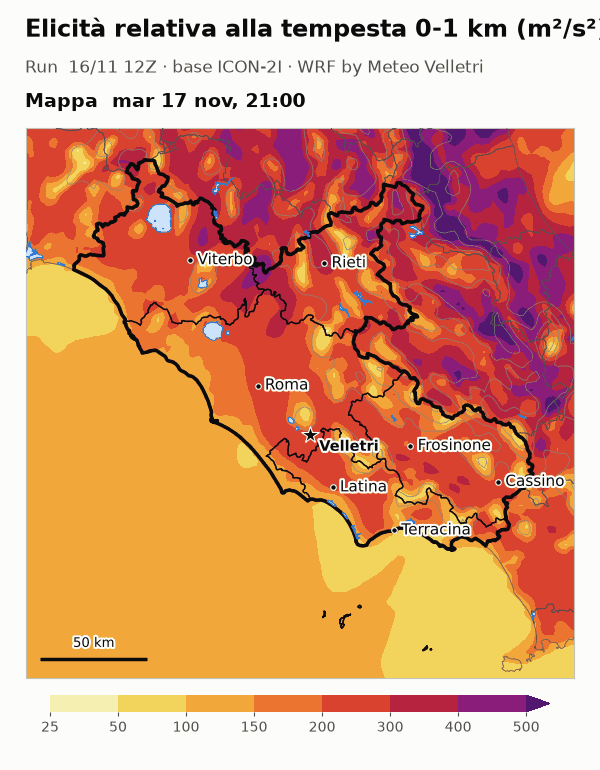 Elicità relativa alla tempesta 0-1 km (m²/s²)
Run 16/11 12Z · base ICON-2I · WRF by Meteo Velletri
Mappa mar 17 nov, 21:00
Viterbo
Rieti
Roma
Velletri
Frosinone
Latina
Cassino
Terracina
50 km
25 50 100 150 200 300 400 500